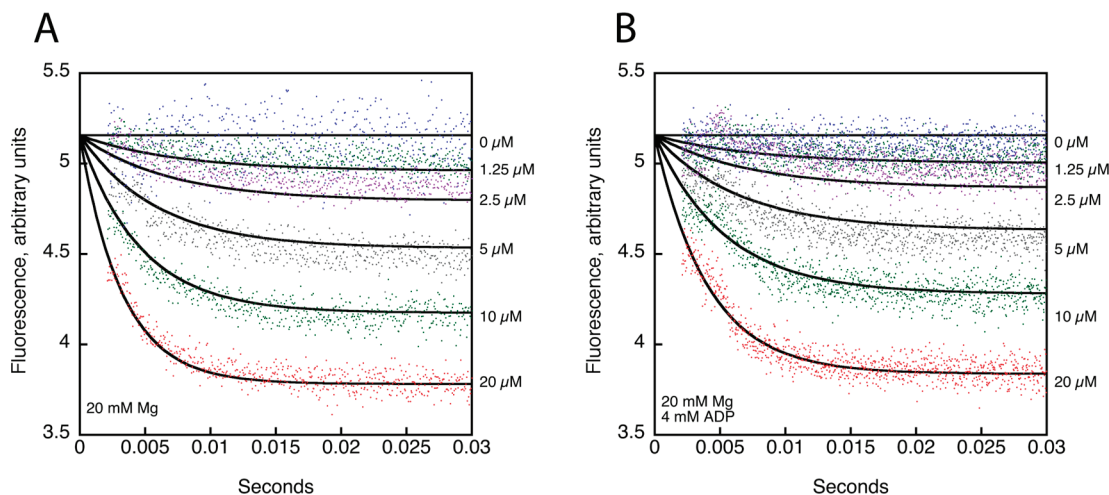 A
Fluorescence, arbitrary units
5.5
5
4.5
4
3.5
0 μM
1.25 μM
2.5 μM
5 μM
10 μM
20 μM
20 mM Mg
0 0.005 0.01 0.015 0.02 0.025 0.03
Seconds
B
Fluorescence, arbitrary units
5.5
5
4.5
4
3.5
0 μM
1.25 μM
2.5 μM
5 μM
10 μM
20 μM
20 mM Mg
4 mM ADP
0 0.005 0.01 0.015 0.02 0.025 0.03
Seconds